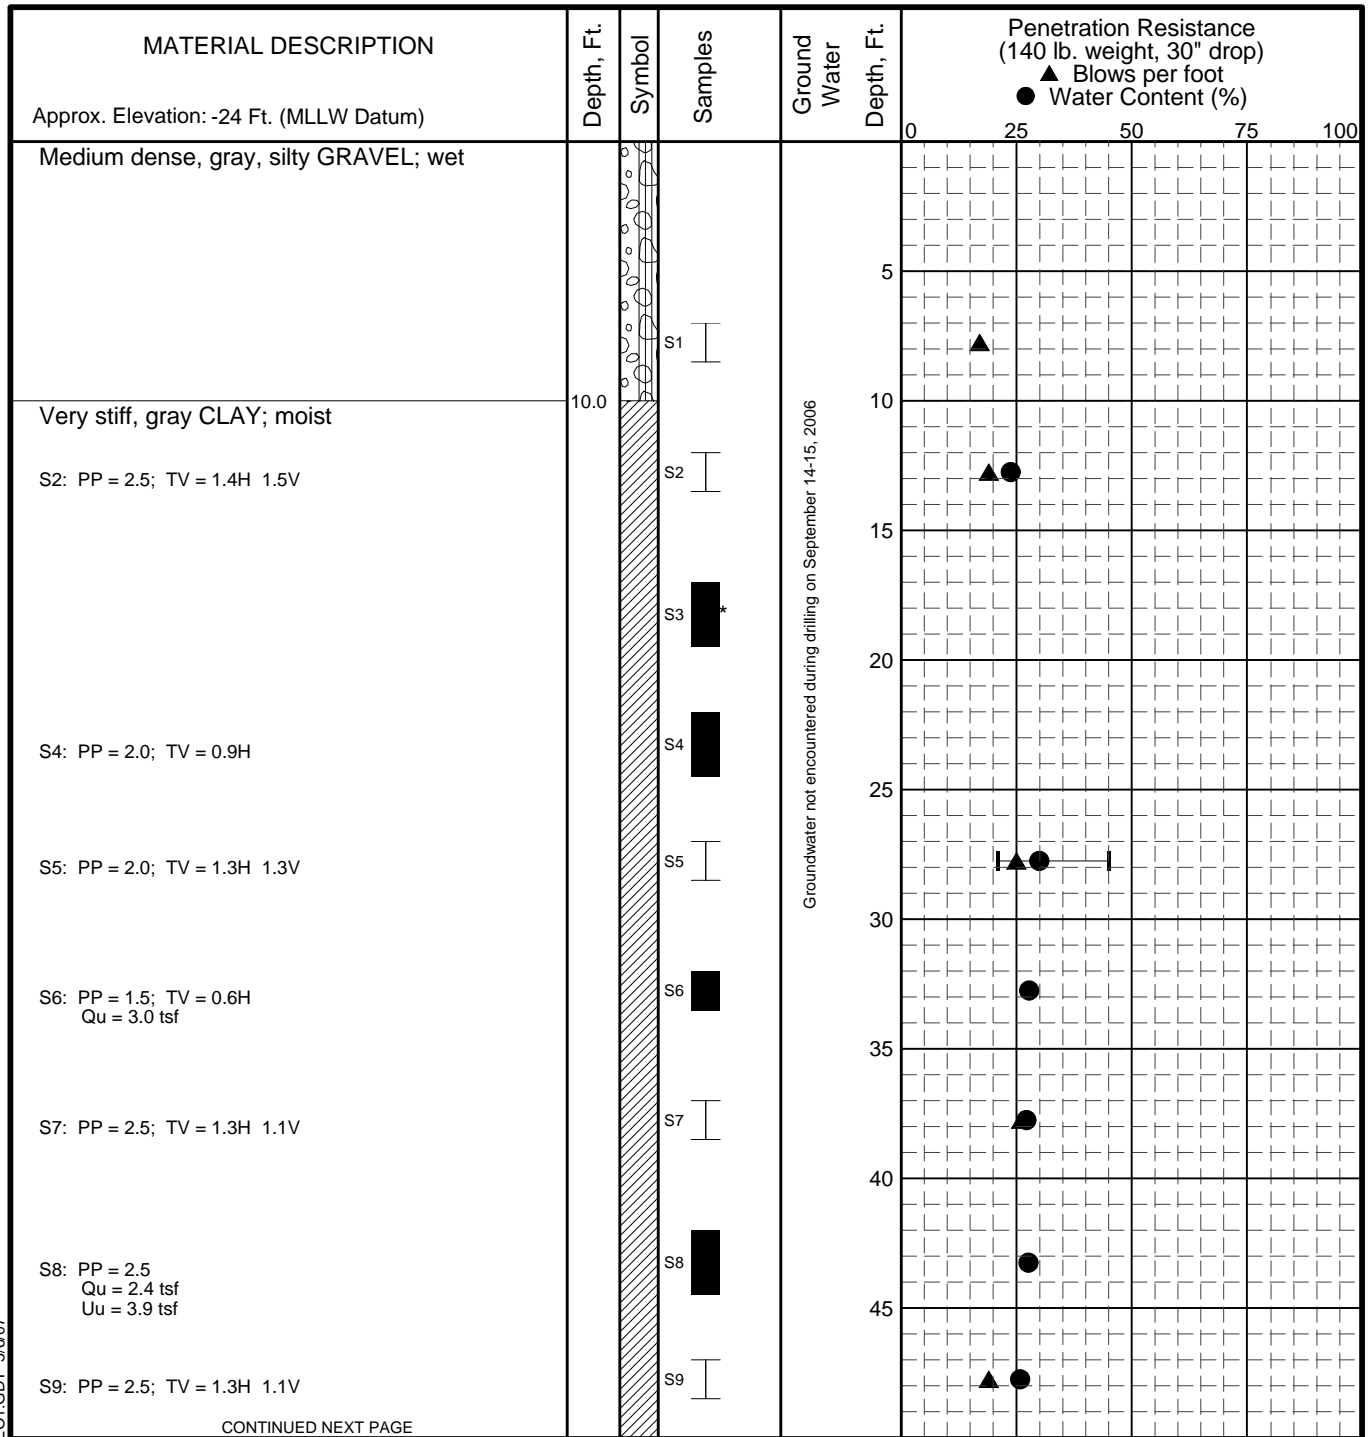 MATERIAL DESCRIPTION
Approx. Elevation: -24 Ft. (MLLW Datum)
Depth, Ft.
Symbol
Samples
Ground
Water
Depth, Ft.
Penetration Resistance
(140 lb. weight, 30" drop)
▲ Blows per foot
● Water Content (%)
0 25 50 75 100
Medium dense, gray, silty GRAVEL; wet
5
S1
10.0
10
Very stiff, gray CLAY; moist
S2: PP = 2.5; TV = 1.4H 1.5V
S2
15
S3 *
20
S4: PP = 2.0; TV = 0.9H
S4
25
S5: PP = 2.0; TV = 1.3H 1.3V
S5
Groundwater not encountered during drilling on September 14-15, 2006
30
S6: PP = 1.5; TV = 0.6H
Qu = 3.0 tsf
S6
35
S7: PP = 2.5; TV = 1.3H 1.1V
S7
40
S8: PP = 2.5
Qu = 2.4 tsf
Uu = 3.9 tsf
S8
45
S9: PP = 2.5; TV = 1.3H 1.1V
S9
CONTINUED NEXT PAGE